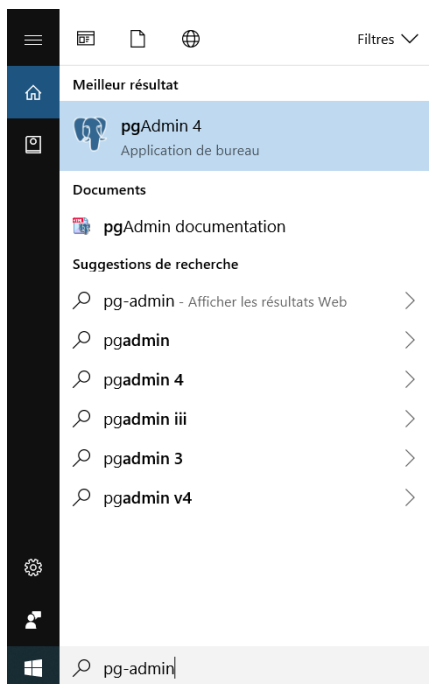 Filtres
Meilleur résultat
pgAdmin 4
Application de bureau
Documents
pgAdmin documentation
Suggestions de recherche
pg-admin - Afficher les résultats Web
pgadmin
pgadmin 4
pgadmin iii
pgadmin 3
pgadmin v4
pg-admin